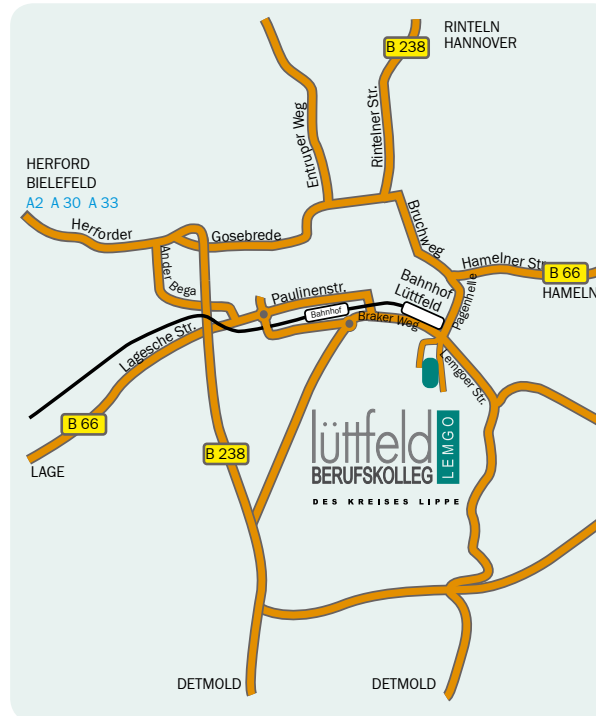 RINTELN
HANNOVER
B 238
Entruper Weg
Rintelner Str.
HERFORD
BIELEFELD
A2 A 30 A 33
Herforder
Gosebrede
Bruchweg
An der Bega
Hamelner Str.
B 66
HAMELN
Bahnhof
Lüttfeld
Pagenhelle
Paulinenstr.
Bahnhof
Braker Weg
Lagesche Str.
Lemgoer Str.
B 66
LAGE
B 238
lüttfeld
BERUFSKOLLEG
LEMGO
DES KREISES LIPPE
DETMOLD
DETMOLD